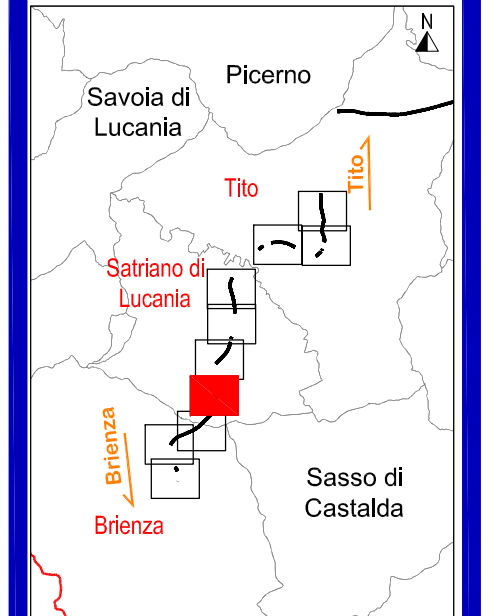 N
Picerno
Savoia di
Lucania
Tito
Tito
Satriano di
Lucania
Brienza
Sasso di
Castalda
Brienza